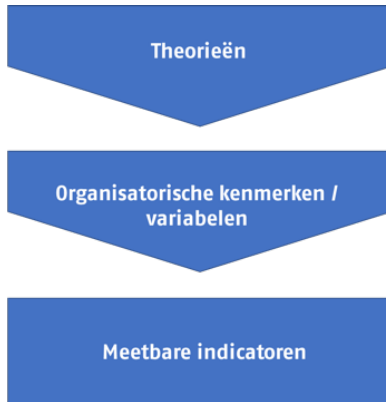 Theorieën
Organisatorische kenmerken /
variabelen
Meetbare indicatoren